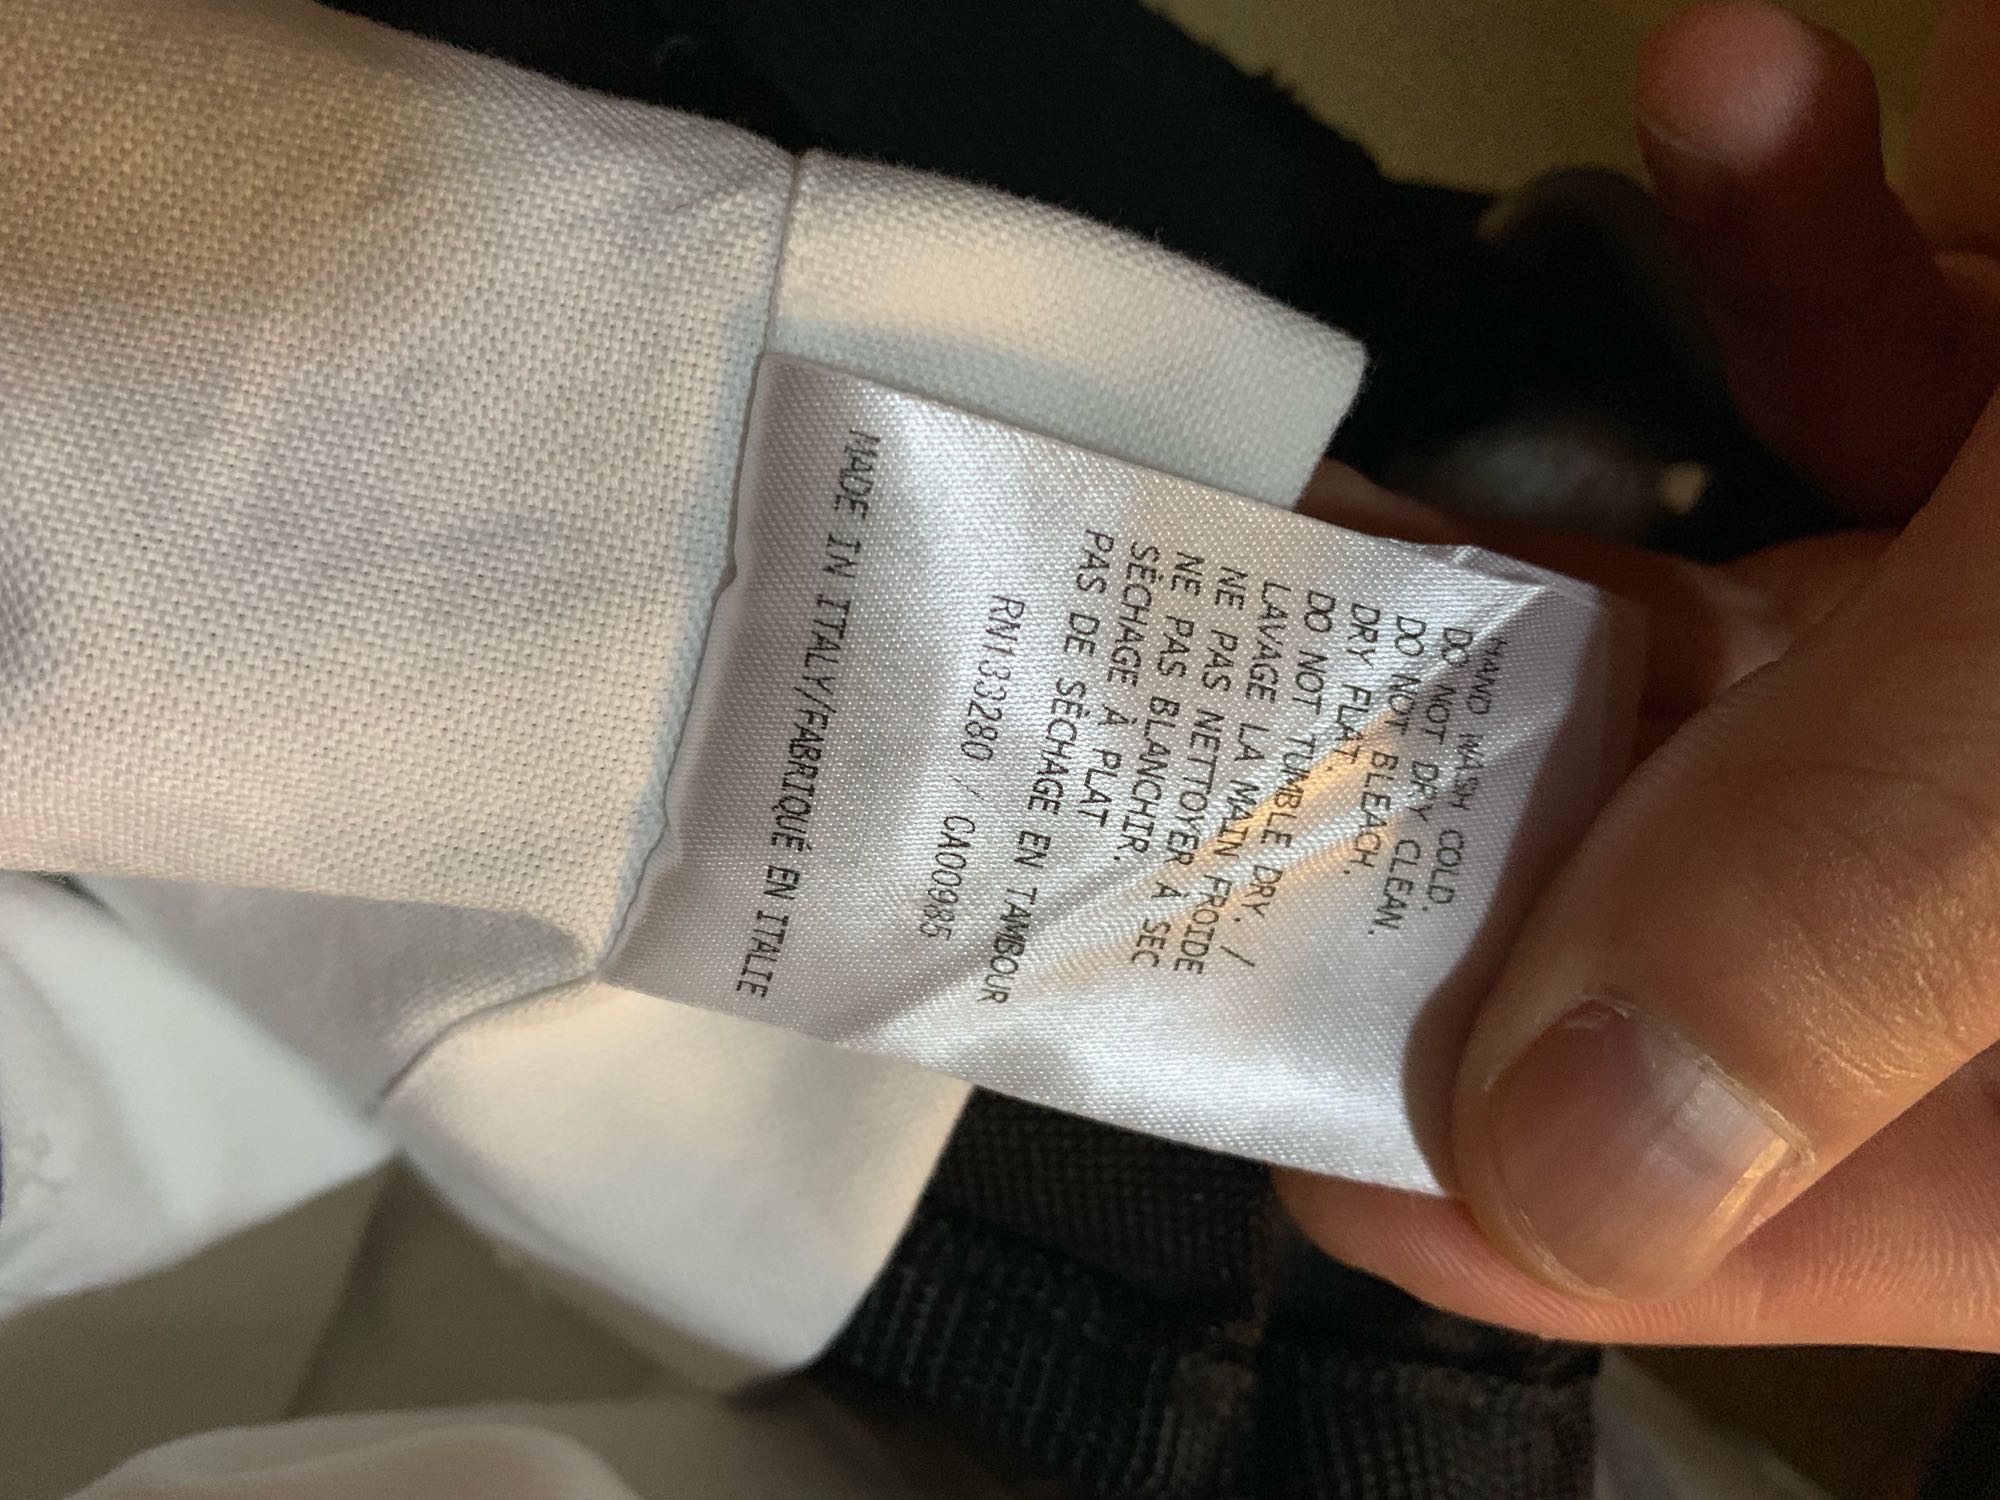 HAND WASH COLD.
DO NOT DRY CLEAN.
DO NOT BLEACH.
DRY FLAT.
DO NOT TUMBLE DRY. /
LAVAGE LA MAIN FROIDE
NE PAS NETTOYER A SEC
NE PAS BLANCHIR.
SÉCHAGE À PLAT
PAS DE SÉCHAGE EN TAMBOUR
RN133280 / CA00985
MADE IN ITALY/FABRIQUÉ EN ITALIE